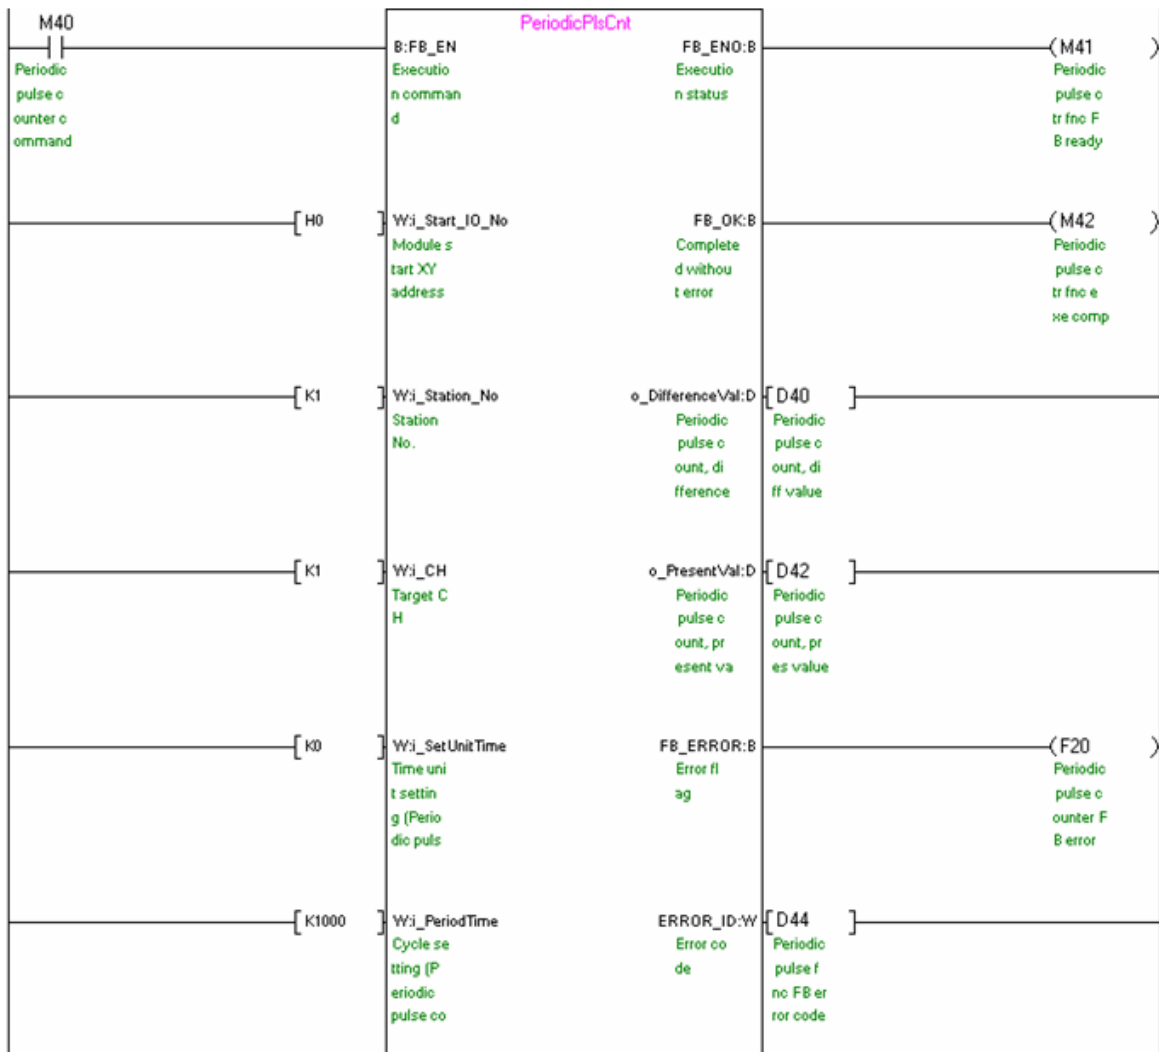 PeriodicPlsCnt
M40
B:FB_EN
FB_ENO:B
(M41 )
Periodic
pulse c
ounter c
ommand
Executio
n comman
d
Executio
n status
Periodic
pulse c
tr fnc F
B ready
[ H0 ]
W:i_Start_IO_No
FB_OK:B
(M42 )
Module s
tart XY
address
Complete
d withou
t error
Periodic
pulse c
tr fnc e
xe comp
[ K1 ]
W:i_Station_No
o_DifferenceVal:D
[ D40 ]
Station
No.
Periodic
pulse c
ount, di
fference
Periodic
pulse c
ount, di
ff value
[ K1 ]
W:i_CH
o_PresentVal:D
[ D42 ]
Target C
H
Periodic
pulse c
ount, pr
esent va
Periodic
pulse c
ount, pr
es value
[ K0 ]
W:i_SetUnitTime
FB_ERROR:B
(F20 )
Time uni
t settin
g (Perio
dic puls
Error fl
ag
Periodic
pulse c
ounter F
B error
[ K1000 ]
W:i_PeriodTime
ERROR_ID:W
[ D44 ]
Cycle se
tting (P
eriodic
pulse co
Error co
de
Periodic
pulse f
nc FB er
ror code